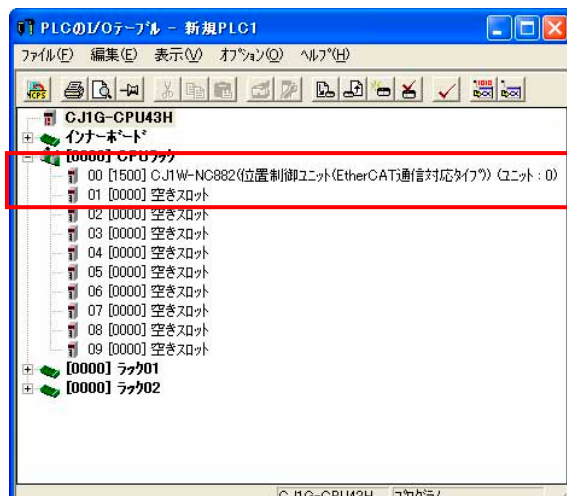 PLCのI/Oテーブル - 新規PLC1
ファイル(F) 編集(E) 表示(V) オプション(O) ヘルプ(H)
CJ1G-CPU43H
インナーボード
[0000] CPUラック
00 [1500] CJ1W-NC882(位置制御ユニット(EtherCAT通信対応タイプ)) (ユニット : 0)
01 [0000] 空きスロット
02 [0000] 空きスロット
03 [0000] 空きスロット
04 [0000] 空きスロット
05 [0000] 空きスロット
06 [0000] 空きスロット
07 [0000] 空きスロット
08 [0000] 空きスロット
09 [0000] 空きスロット
[0000] ラック01
[0000] ラック02
CJ1G-CPU43H プログラム